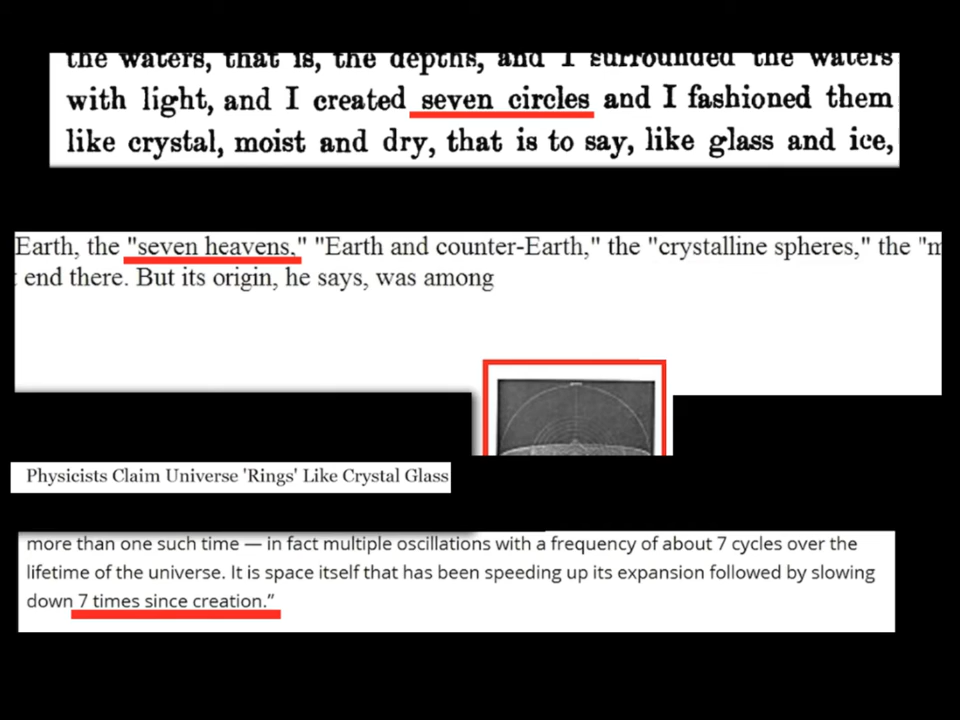 the waters, that is, the depths, and I surrounded the waters
with light, and I created seven circles and I fashioned them
like crystal, moist and dry, that is to say, like glass and ice,
Earth, the "seven heavens," "Earth and counter-Earth," the "crystalline spheres," the "m
end there. But its origin, he says, was among
Physicists Claim Universe 'Rings' Like Crystal Glass
more than one such time — in fact multiple oscillations with a frequency of about 7 cycles over the
lifetime of the universe. It is space itself that has been speeding up its expansion followed by slowing
down 7 times since creation.”